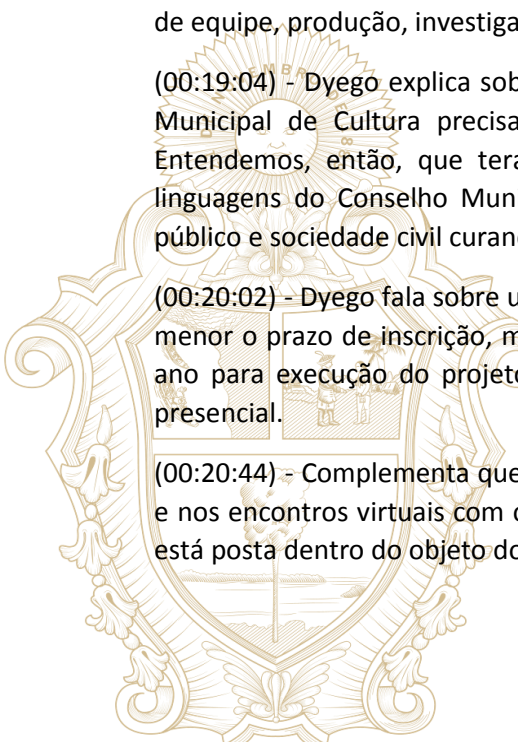 de equipe, produção, investiga
(00:19:04) - Dyego explica sob
Municipal de Cultura precisa
Entendemos, então, que tera
linguagens do Conselho Mun
público e sociedade civil curan
(00:20:02) - Dyego fala sobre u
menor o prazo de inscrição, m
ano para execução do projeto
presencial.
(00:20:44) - Complementa que
e nos encontros virtuais com o
está posta dentro do objeto do